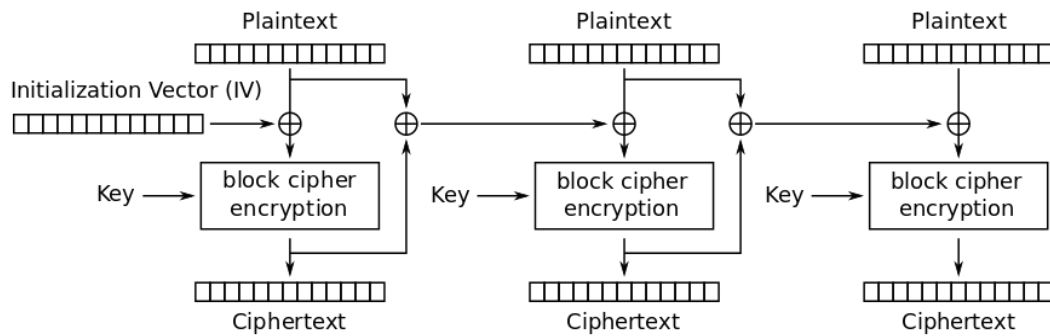 Plaintext
Plaintext
Plaintext
Initialization Vector (IV)
Key
block cipher
encryption
Key
block cipher
encryption
Key
block cipher
encryption
Ciphertext
Ciphertext
Ciphertext